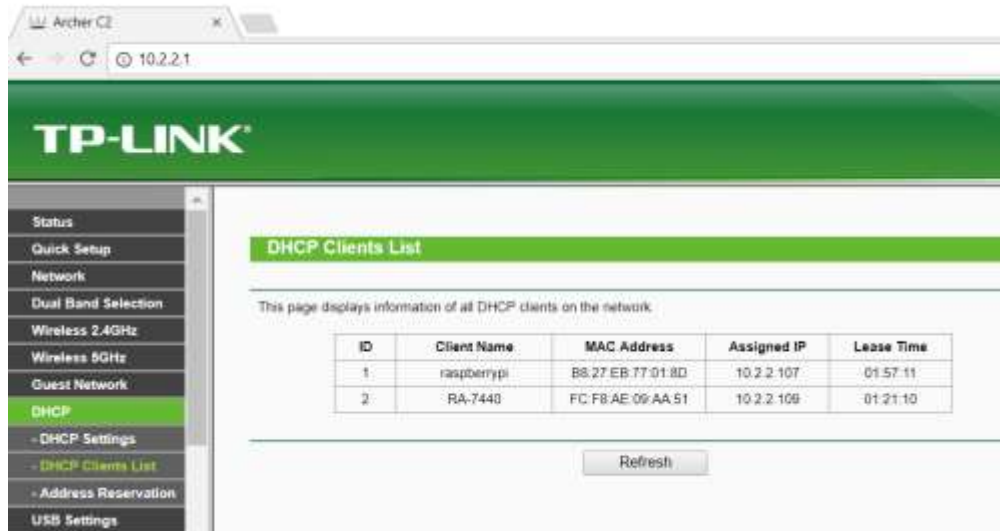 Archer C2
10.2.2.1
TP-LINK
Status
Quick Setup
Network
Dual Band Selection
Wireless 2.4GHz
Wireless 5GHz
Guest Network
DHCP
- DHCP Settings
- DHCP Clients List
- Address Reservation
USB Settings
DHCP Clients List
This page displays information of all DHCP clients on the network.
ID Client Name MAC Address Assigned IP Lease Time
1 raspberrypi B8:27:EB:77:01:8D 10.2.2.107 01:57:11
2 RA-7440 FC:F8:AE:09:AA:51 10.2.2.109 01:21:10
Refresh